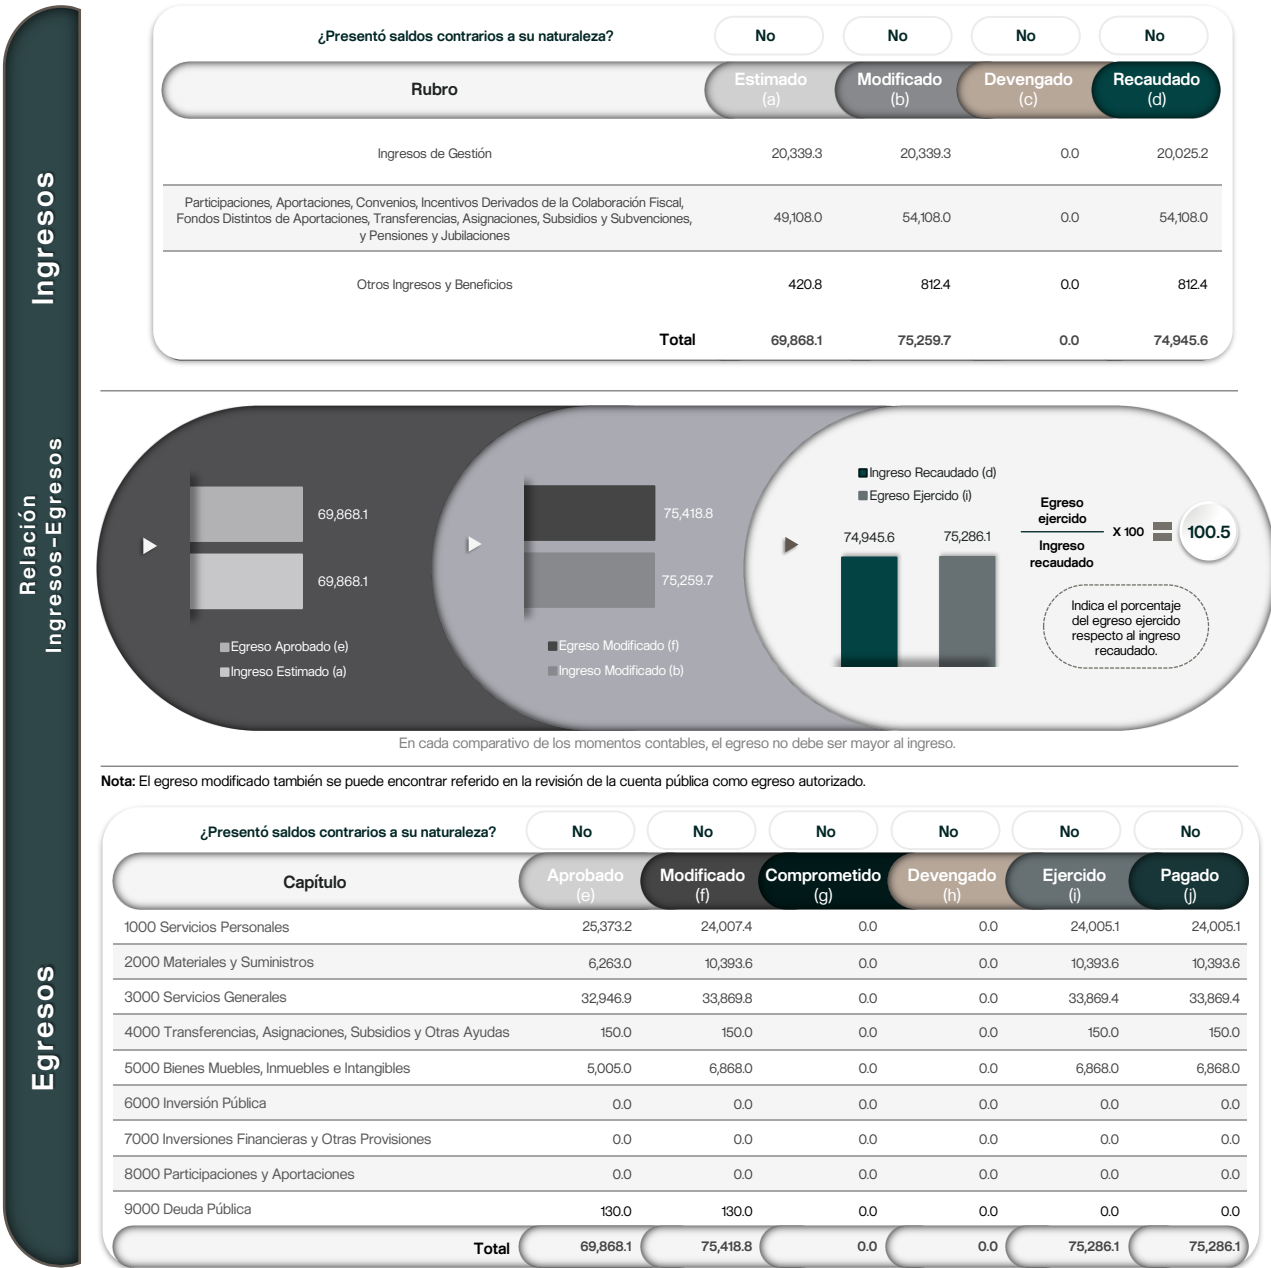 ¿Presentó saldos contrarios a su naturaleza? No No No No
Rubro Estimado (a) Modificado (b) Devengado (c) Recaudado (d)
Ingresos
Ingresos de Gestión 20,339.3 20,339.3 0.0 20,025.2
Participaciones, Aportaciones, Convenios, Incentivos Derivados de la Colaboración Fiscal,
Fondos Distintos de Aportaciones, Transferencias, Asignaciones, Subsidios y Subvenciones, 49,108.0 54,108.0 0.0 54,108.0
y Pensiones y Jubilaciones
Otros Ingresos y Beneficios 420.8 812.4 0.0 812.4
Total 69,868.1 75,259.7 0.0 74,945.6
Relación
Ingresos-Egresos
69,868.1
69,868.1
Egreso Aprobado (e)
Ingreso Estimado (a)
75,418.8
75,259.7
Egreso Modificado (f)
Ingreso Modificado (b)
Ingreso Recaudado (d)
Egreso Ejercido (i)
74,945.6 75,286.1
Egreso
ejercido
Ingreso
recaudado
X 100 = 100.5
Indica el porcentaje
del egreso ejercido
respecto al ingreso
recaudado.
En cada comparativo de los momentos contables, el egreso no debe ser mayor al ingreso.
Nota: El egreso modificado también se puede encontrar referido en la revisión de la cuenta pública como egreso autorizado.
Egresos
¿Presentó saldos contrarios a su naturaleza? No No No No No No
Capítulo Aprobado (e) Modificado (f) Comprometido (g) Devengado (h) Ejercido (i) Pagado (j)
1000 Servicios Personales 25,373.2 24,007.4 0.0 0.0 24,005.1 24,005.1
2000 Materiales y Suministros 6,263.0 10,393.6 0.0 0.0 10,393.6 10,393.6
3000 Servicios Generales 32,946.9 33,869.8 0.0 0.0 33,869.4 33,869.4
4000 Transferencias, Asignaciones, Subsidios y Otras Ayudas 150.0 150.0 0.0 0.0 150.0 150.0
5000 Bienes Muebles, Inmuebles e Intangibles 5,005.0 6,868.0 0.0 0.0 6,868.0 6,868.0
6000 Inversión Pública 0.0 0.0 0.0 0.0 0.0 0.0
7000 Inversiones Financieras y Otras Provisiones 0.0 0.0 0.0 0.0 0.0 0.0
8000 Participaciones y Aportaciones 0.0 0.0 0.0 0.0 0.0 0.0
9000 Deuda Pública 130.0 130.0 0.0 0.0 0.0 0.0
Total 69,868.1 75,418.8 0.0 0.0 75,286.1 75,286.1